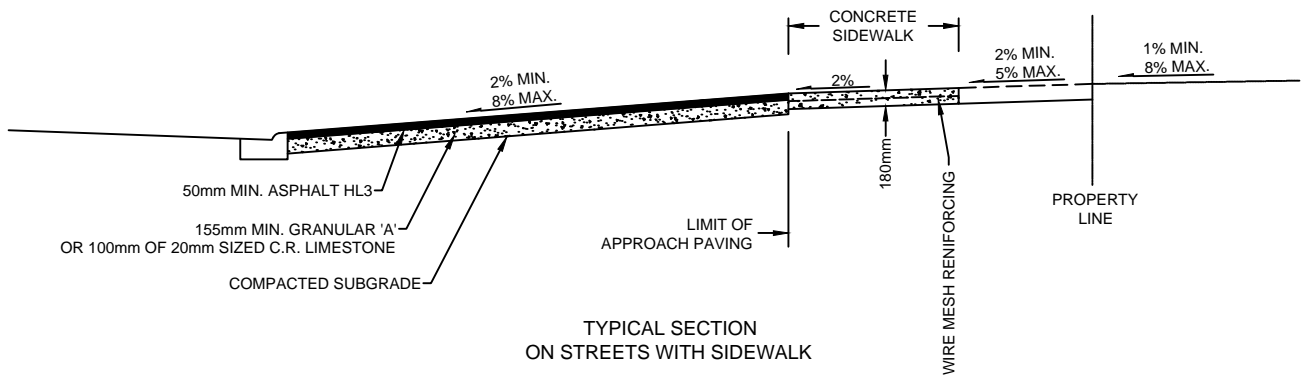 CONCRETE
SIDEWALK
2% MIN.
8% MAX.
2%
2% MIN.
5% MAX.
1% MIN.
8% MAX.
180mm
50mm MIN. ASPHALT HL3
155mm MIN. GRANULAR 'A'
OR 100mm OF 20mm SIZED C.R. LIMESTONE
COMPACTED SUBGRADE
LIMIT OF
APPROACH PAVING
WIRE MESH RENIFORCING
PROPERTY
LINE
TYPICAL SECTION
ON STREETS WITH SIDEWALK